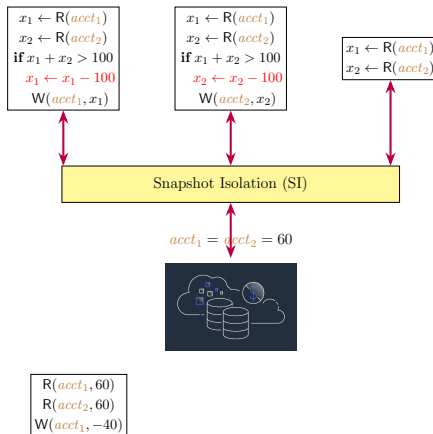 x₁ ← R(acct₁)
x₂ ← R(acct₂)
if x₁ + x₂ > 100
x₁ ← x₁ − 100
W(acct₁, x₁)
x₁ ← R(acct₁)
x₂ ← R(acct₂)
if x₁ + x₂ > 100
x₂ ← x₂ − 100
W(acct₂, x₂)
x₁ ← R(acct₁)
x₂ ← R(acct₂)
Snapshot Isolation (SI)
acct₁ = acct₂ = 60
R(acct₁, 60)
R(acct₂, 60)
W(acct₁, −40)